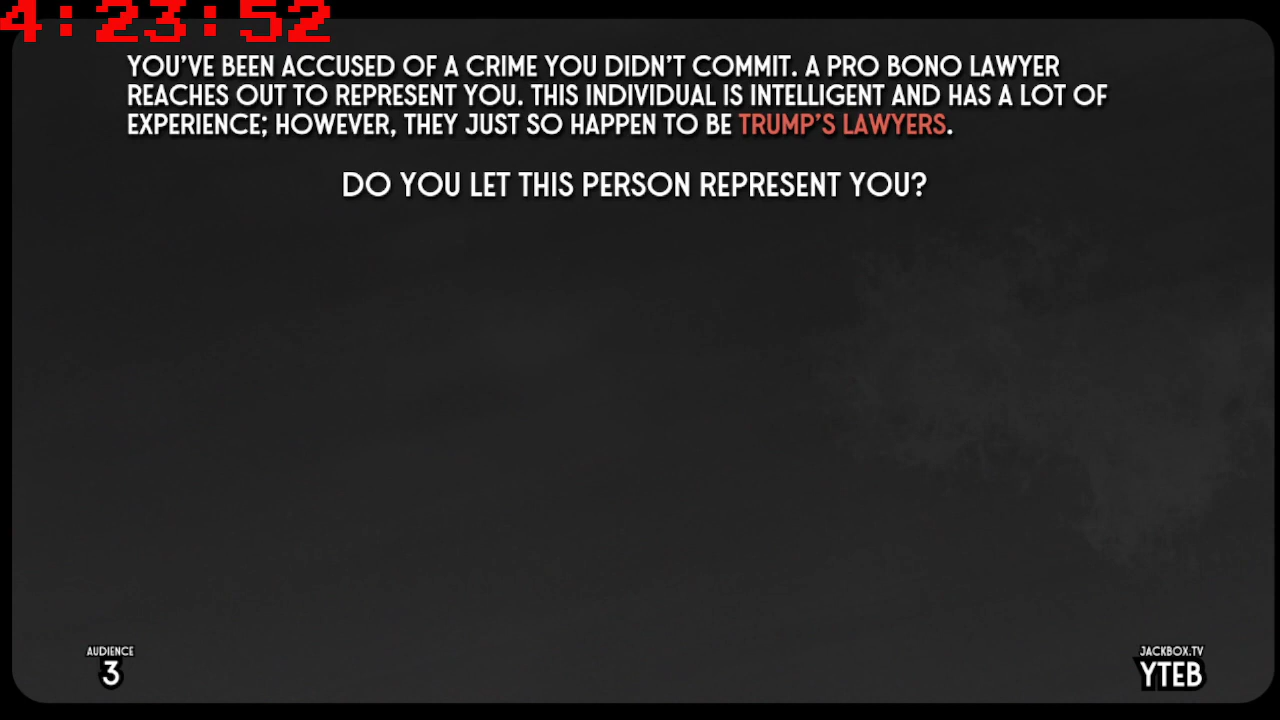 4:23:52
YOU'VE BEEN ACCUSED OF A CRIME YOU DIDN'T COMMIT. A PRO BONO LAWYER
REACHES OUT TO REPRESENT YOU. THIS INDIVIDUAL IS INTELLIGENT AND HAS A LOT OF
EXPERIENCE; HOWEVER, THEY JUST SO HAPPEN TO BE TRUMP'S LAWYERS.
DO YOU LET THIS PERSON REPRESENT YOU?
AUDIENCE
3
JACKBOX.TV
YTEB